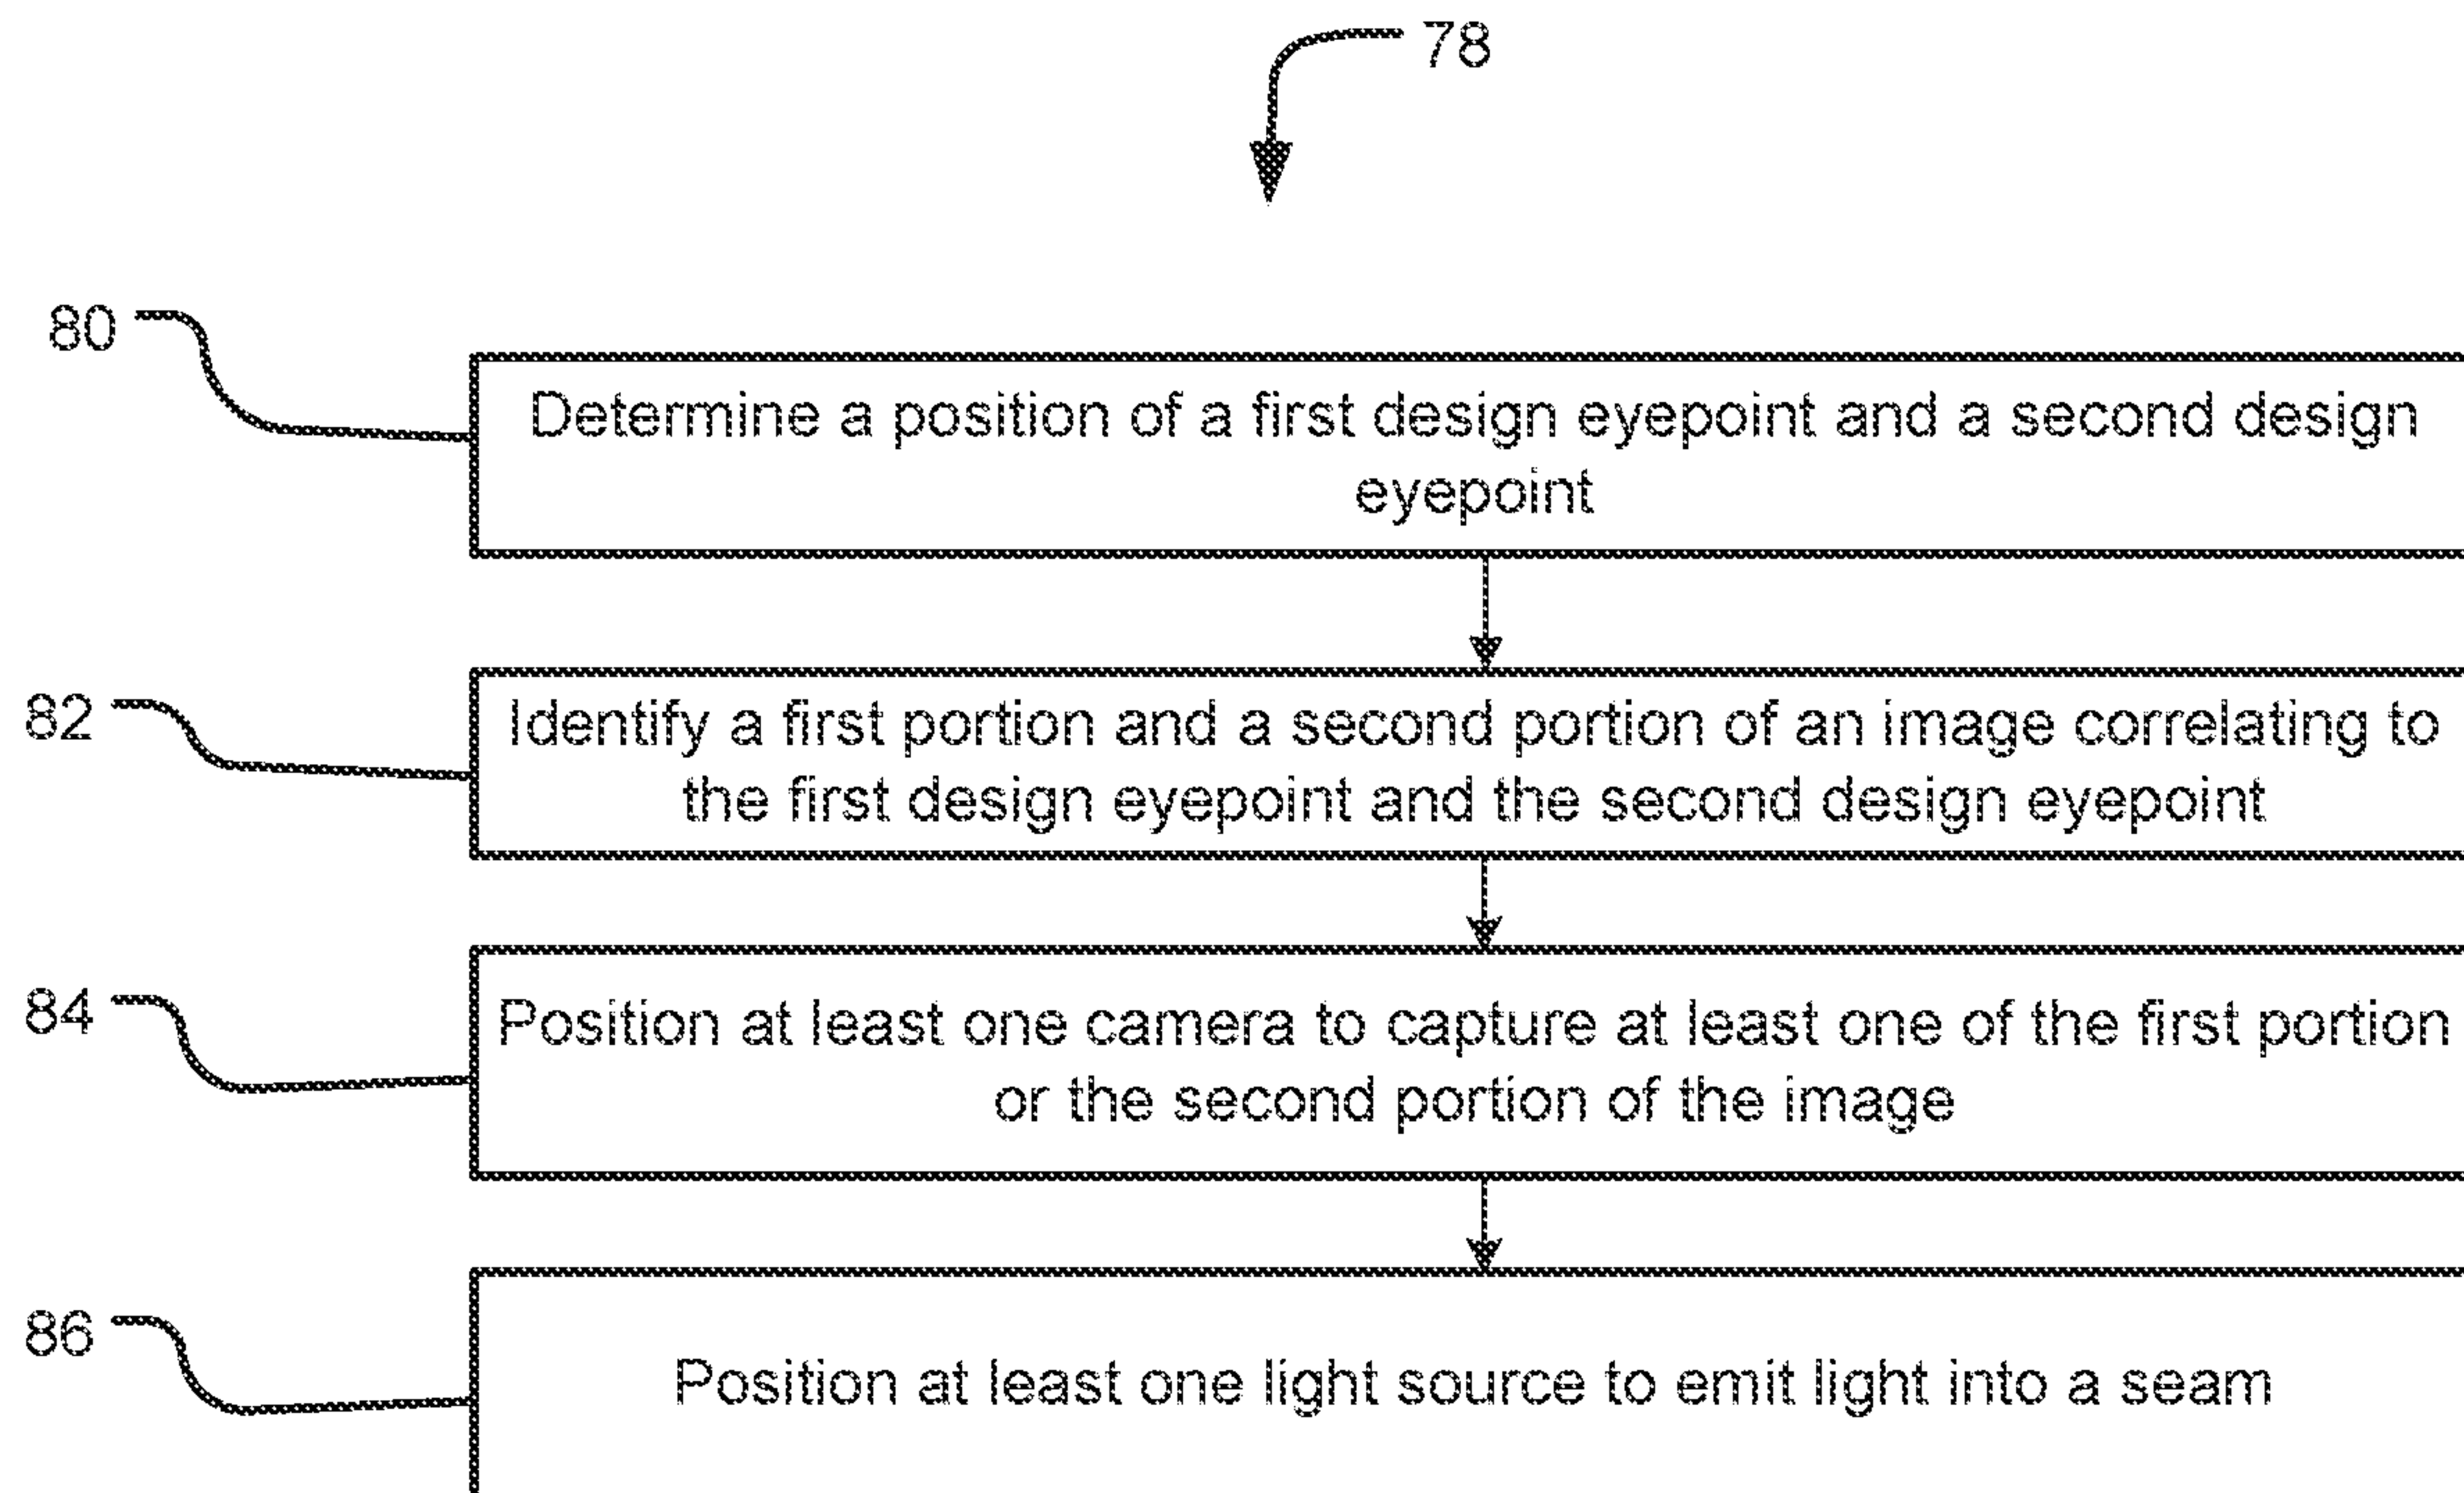 78
80
Determine a position of a first design eyepoint and a second design
eyepoint
82
Identify a first portion and a second portion of an image correlating to
the first design eyepoint and the second design eyepoint
84
Position at least one camera to capture at least one of the first portion
or the second portion of the image
86
Position at least one light source to emit light into a seam